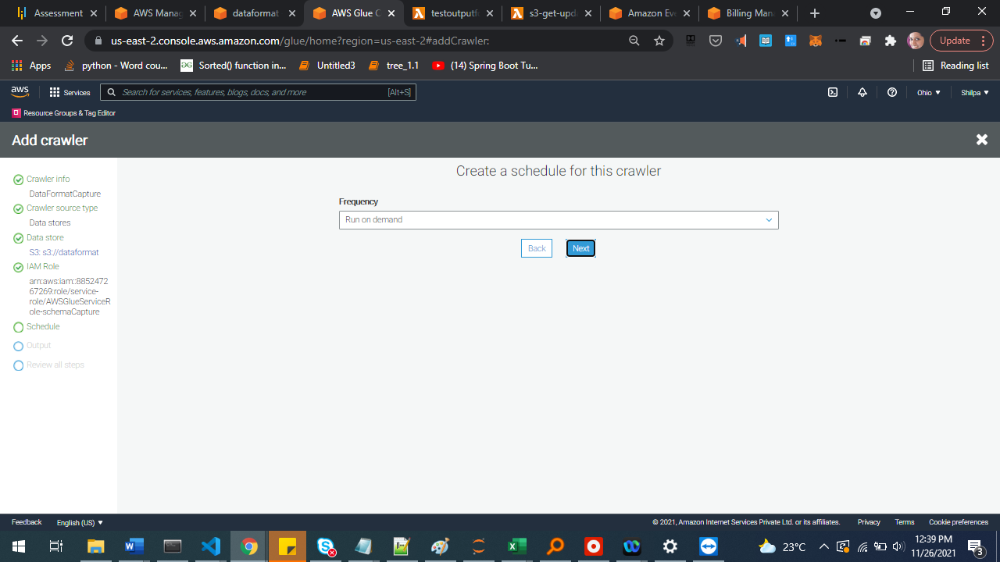 Assessment
AWS Manag
dataformat
AWS Glue C
testoutputf
s3-get-upda
Amazon Eve
Billing Mana
us-east-2.console.aws.amazon.com/glue/home?region=us-east-2#addCrawler:
Update
Apps
python - Word cou...
Sorted() function in...
Untitled3
tree_1.1
(14) Spring Boot Tu...
Reading list
aws
Services
Search for services, features, blogs, docs, and more
[Alt+S]
Ohio
Shilpa
Resource Groups & Tag Editor
Add crawler
Crawler info
DataFormatCapture
Crawler source type
Data stores
Data store
S3: s3://dataformat
IAM Role
arn:aws:iam::8852472
67269:role/service-
role/AWSGlueServiceR
ole-schemaCapture
Schedule
Output
Review all steps
Create a schedule for this crawler
Frequency
Run on demand
Back
Next
Feedback
English (US)
© 2021, Amazon Internet Services Private Ltd. or its affiliates.
Privacy
Terms
Cookie preferences
23°C
12:39 PM
11/26/2021
3